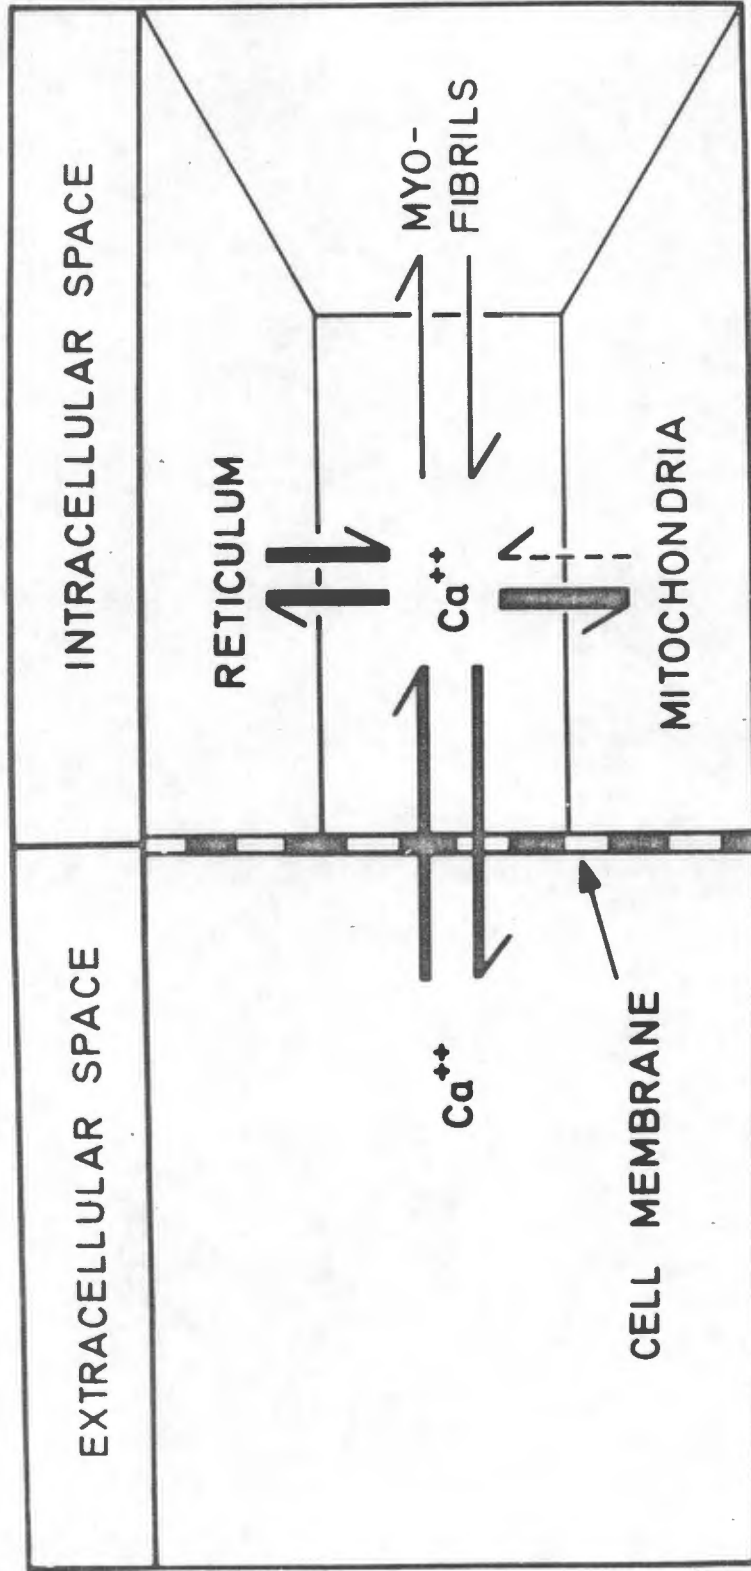 EXTRACELLULAR SPACE
INTRACELLULAR SPACE
RETICULUM
Ca++
Ca++
MYO-
FIBRILS
CELL MEMBRANE
MITOCHONDRIA